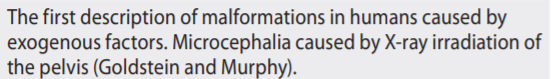 The first description of malformations in humans caused by
exogenous factors. Microcephalia caused by X-ray irradiation of
the pelvis (Goldstein and Murphy).